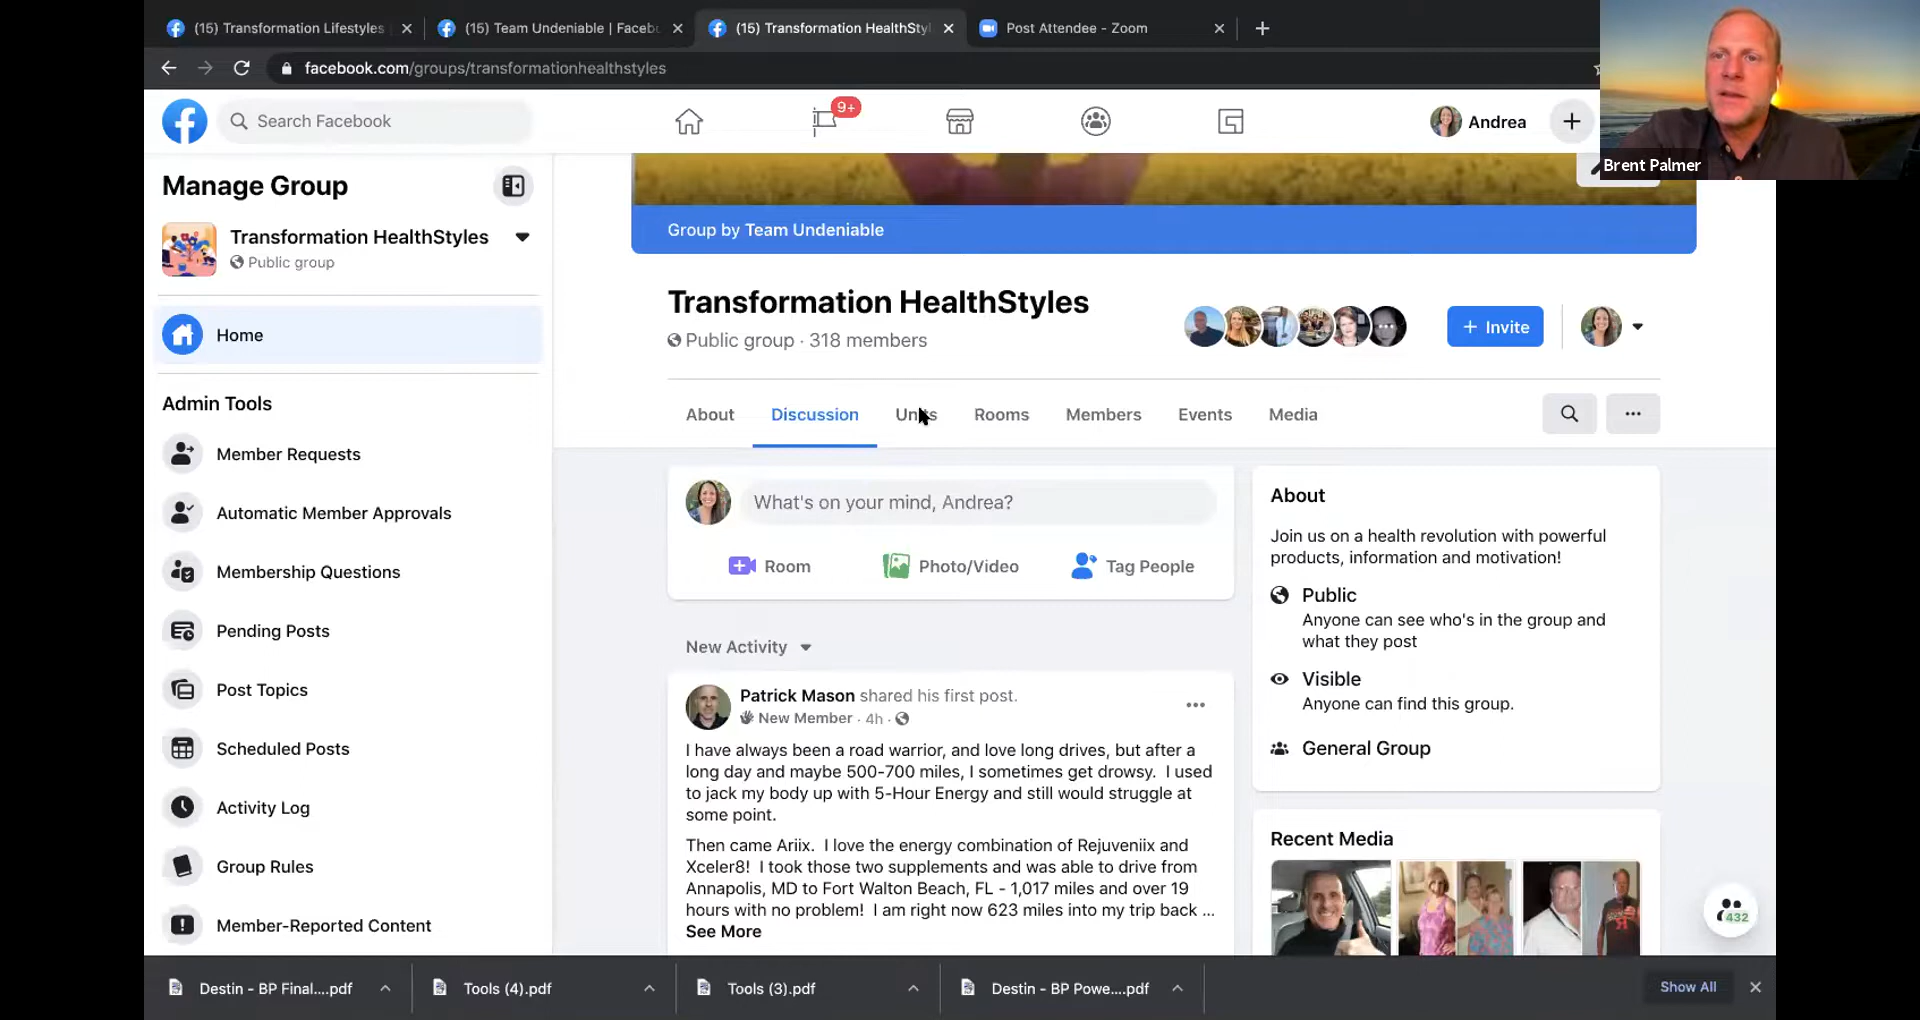 (15) Transformation Lifestyles
(15) Team Undeniable | Faceb
(15) Transformation HealthStyl
Post Attendee - Zoom
facebook.com/groups/transformationhealthstyles
Search Facebook
9+
Andrea
Brent Palmer
Manage Group
Transformation HealthStyles
Public group
Home
Admin Tools
Member Requests
Automatic Member Approvals
Membership Questions
Pending Posts
Post Topics
Scheduled Posts
Activity Log
Group Rules
Member-Reported Content
Group by Team Undeniable
Transformation HealthStyles
Public group · 318 members
+ Invite
About
Discussion
Units
Rooms
Members
Events
Media
What's on your mind, Andrea?
Room
Photo/Video
Tag People
New Activity
Patrick Mason shared his first post.
New Member · 4h ·
I have always been a road warrior, and love long drives, but after a
long day and maybe 500-700 miles, I sometimes get drowsy. I used
to jack my body up with 5-Hour Energy and still would struggle at
some point.
Then came Ariix. I love the energy combination of Rejuveniix and
Xceler8! I took those two supplements and was able to drive from
Annapolis, MD to Fort Walton Beach, FL - 1,017 miles and over 19
hours with no problem! I am right now 623 miles into my trip back ...
See More
About
Join us on a health revolution with powerful
products, information and motivation!
Public
Anyone can see who's in the group and
what they post
Visible
Anyone can find this group.
General Group
Recent Media
432
Destin - BP Final....pdf
Tools (4).pdf
Tools (3).pdf
Destin - BP Powe....pdf
Show All